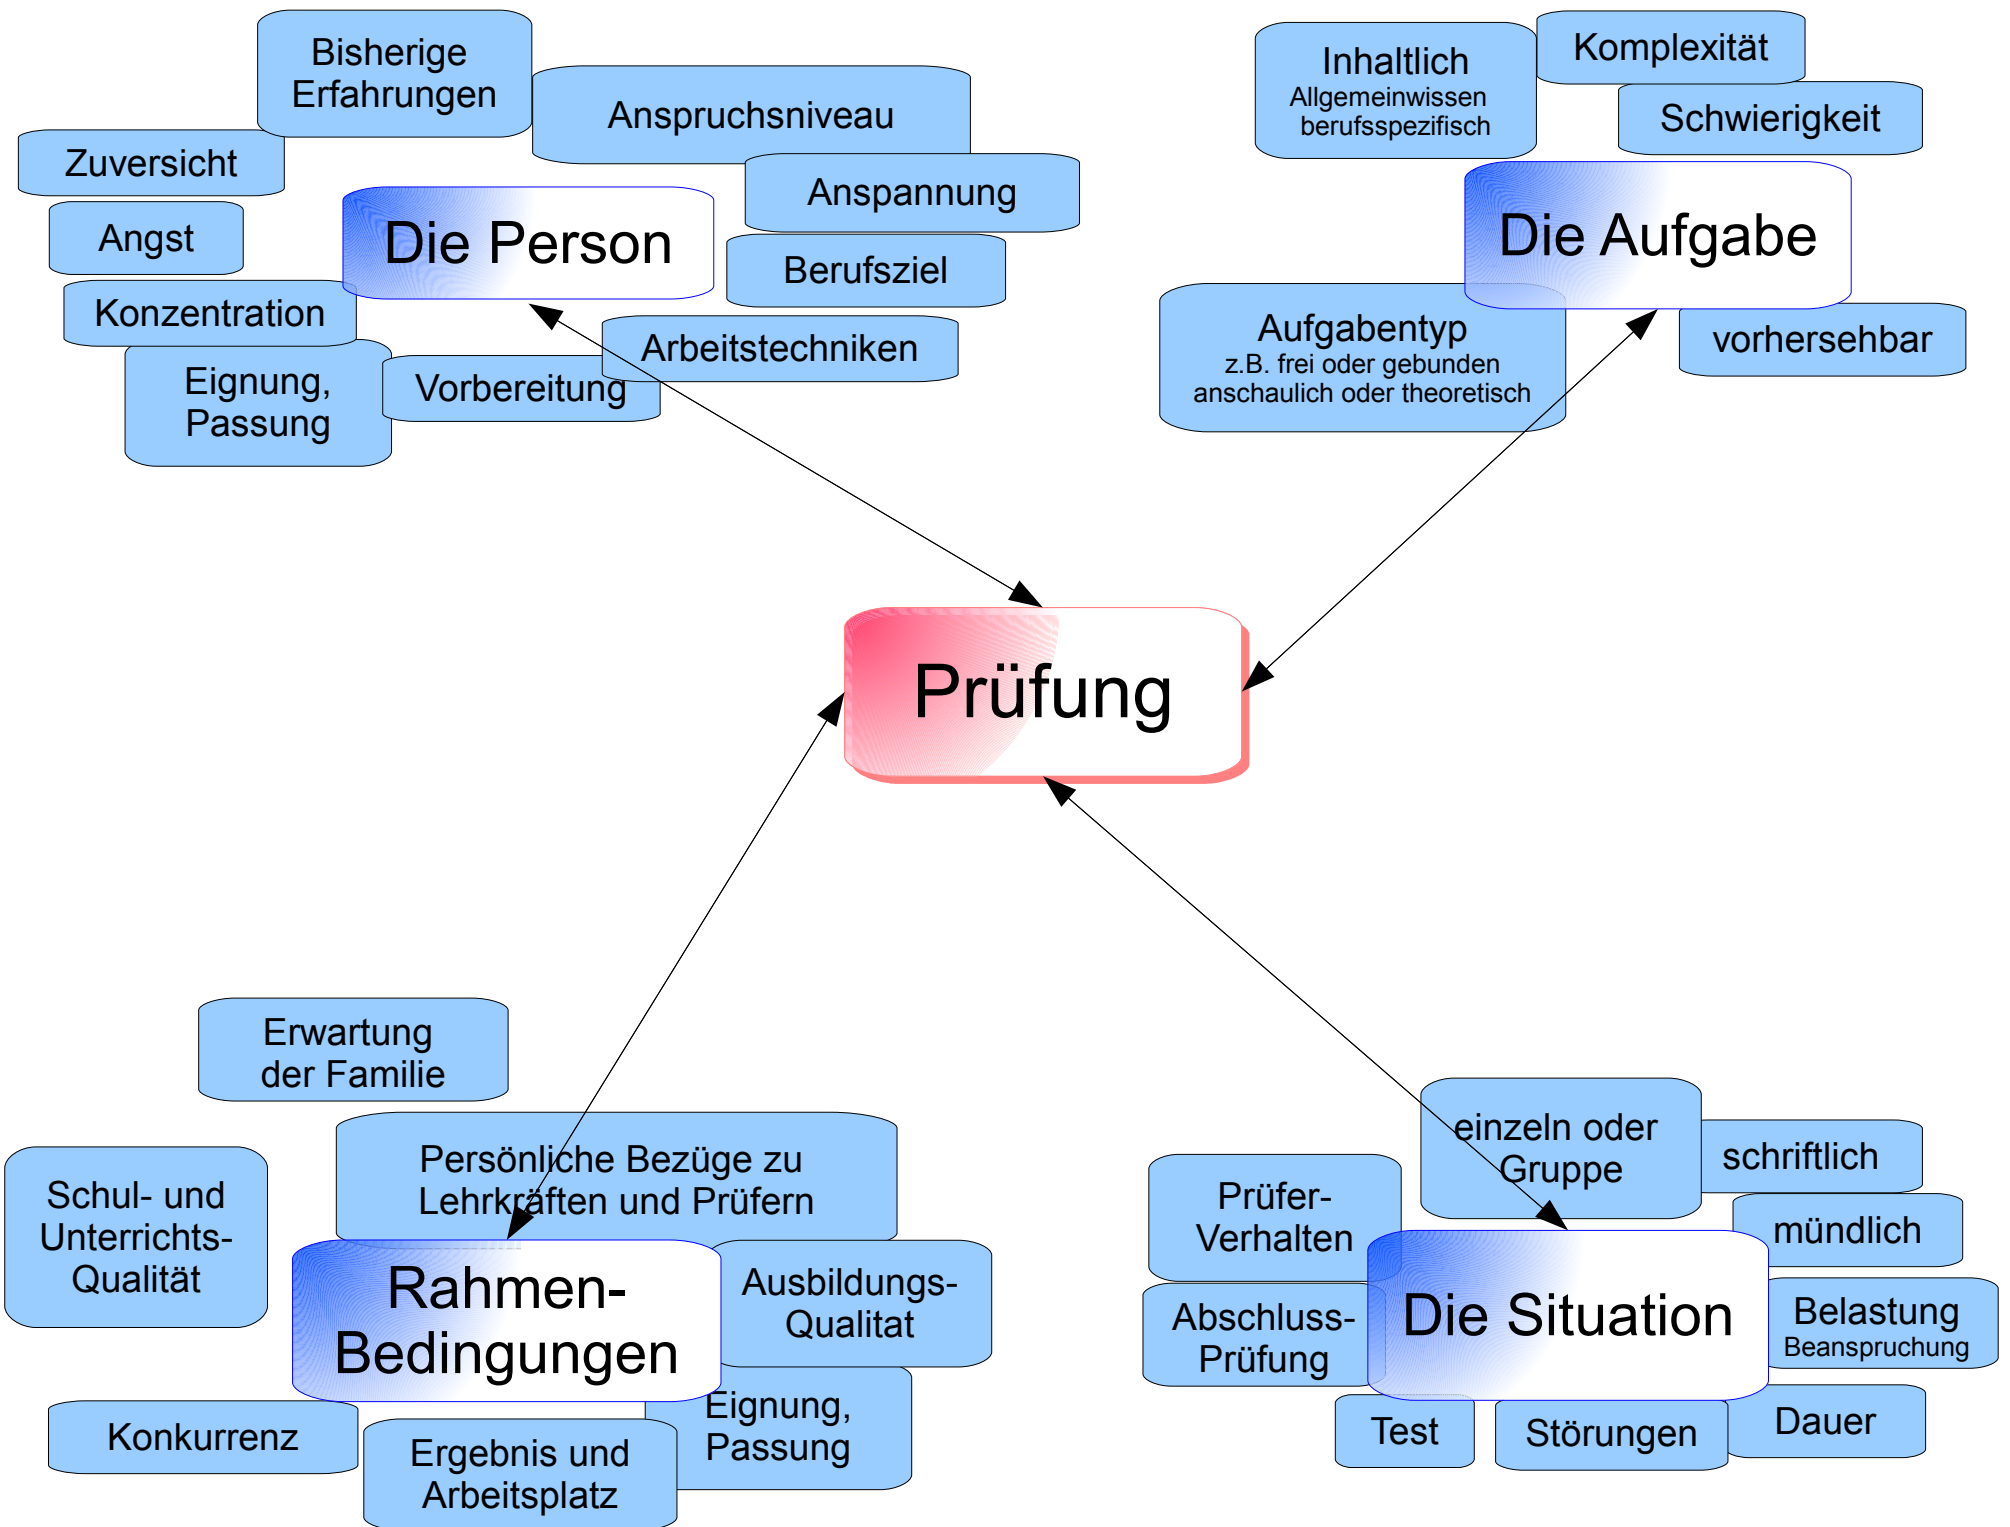 Bisherige
Erfahrungen
Anspruchsniveau
Zuversicht
Anspannung
Angst
Die Person
Berufsziel
Konzentration
Arbeitstechniken
Eignung,
Passung
Vorbereitung
Inhaltlich
Allgemeinwissen
berufsspezifisch
Komplexität
Schwierigkeit
Die Aufgabe
Aufgabentyp
z.B. frei oder gebunden
anschaulich oder theoretisch
vorhersehbar
Prüfung
Erwartung
der Familie
Persönliche Bezüge zu
Lehrkräften und Prüfern
Schul- und
Unterrichts-
Qualität
Rahmen-
Bedingungen
Ausbildungs-
Qualitat
Eignung,
Passung
Konkurrenz
Ergebnis und
Arbeitsplatz
einzeln oder
Gruppe
schriftlich
Prüfer-
Verhalten
mündlich
Abschluss-
Prüfung
Die Situation
Belastung
Beanspruchung
Test
Störungen
Dauer